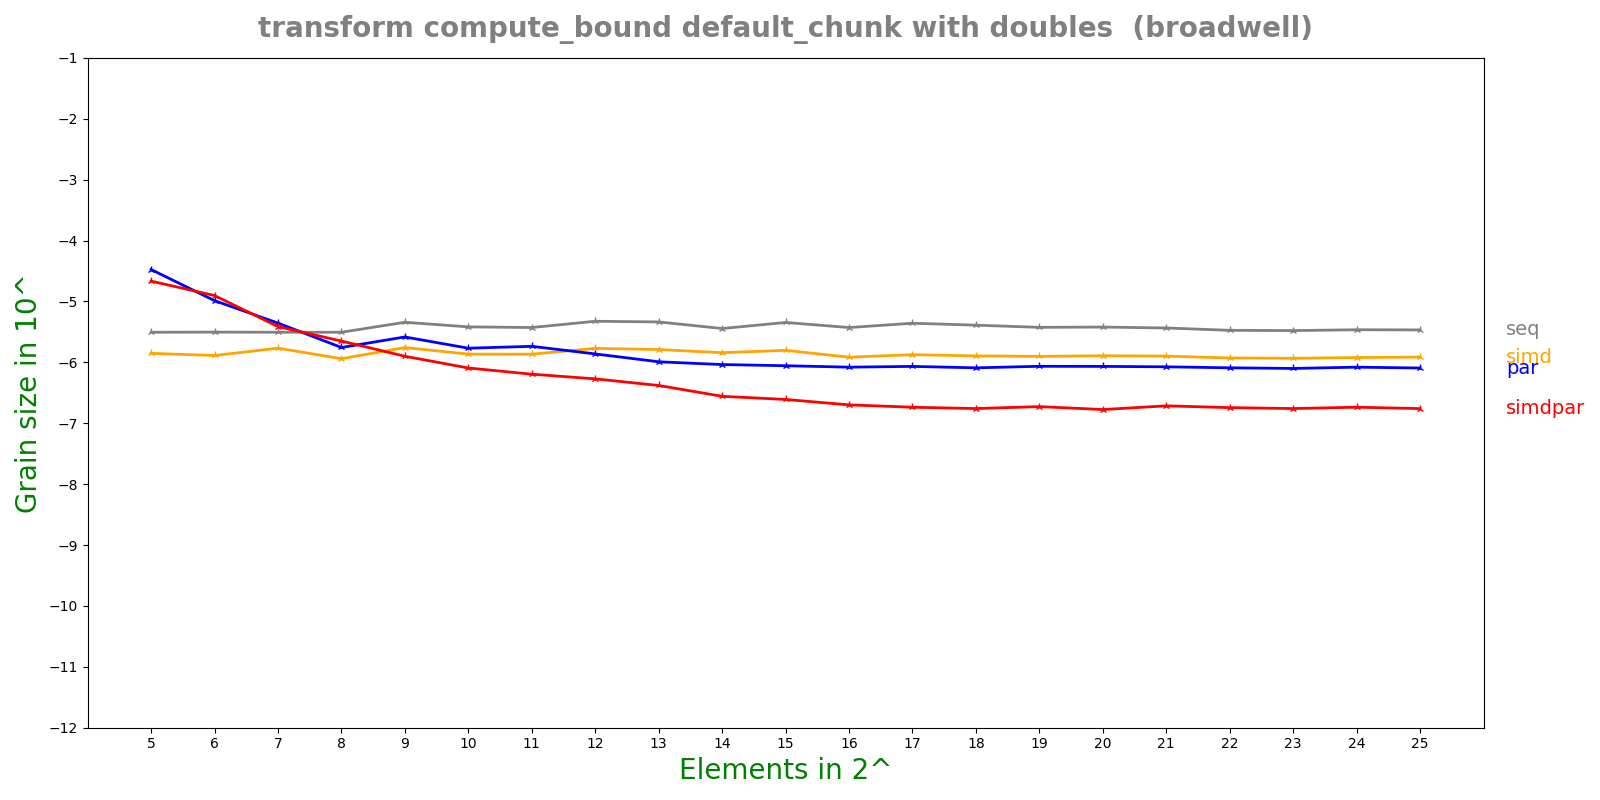 transform compute_bound default_chunk with doubles (broadwell)
Grain size in 10^
−1
−2
−3
−4
−5
−6
−7
−8
−9
−10
−11
−12
seq
simd
par
simdpar
5 6 7 8 9 10 11 12 13 14 15 16 17 18 19 20 21 22 23 24 25
Elements in 2^